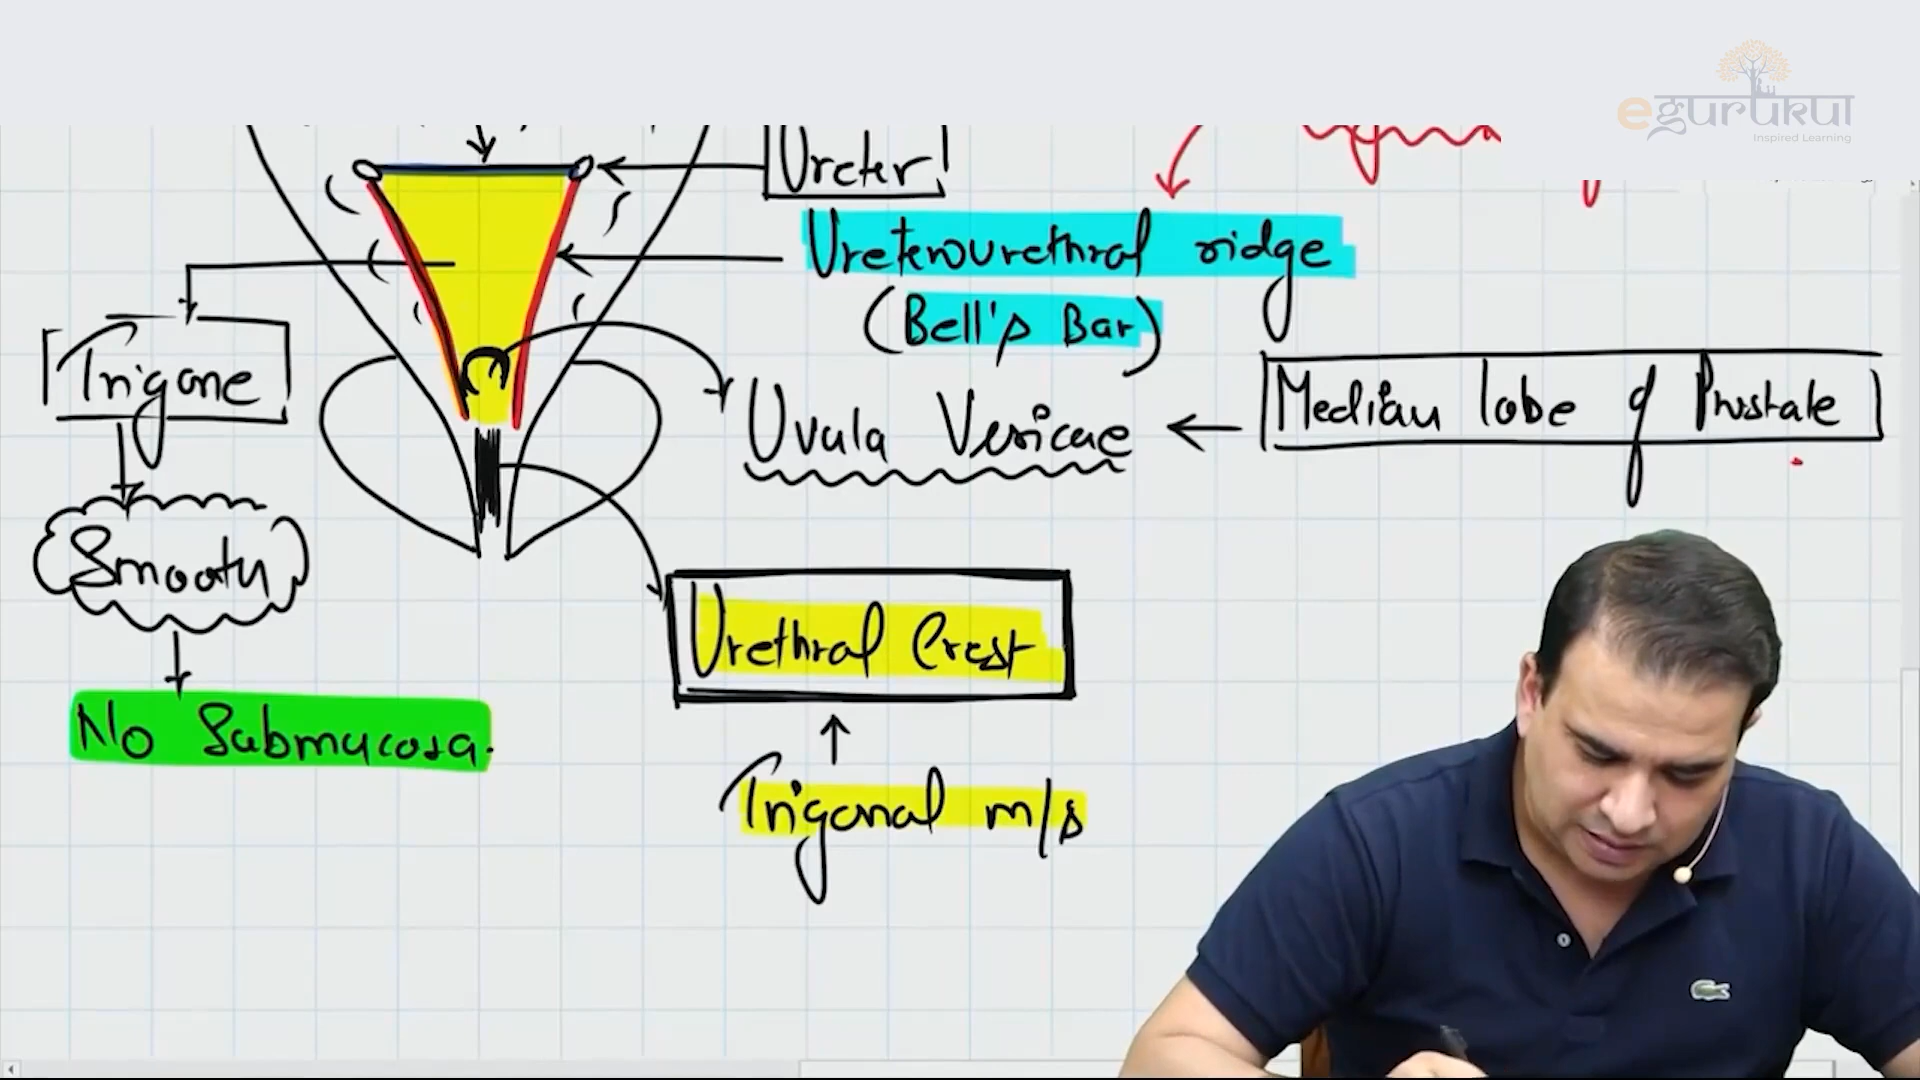 egurukul
Inspired Learning
Ureter
Ureterourethral ridge
(Bell's Bar)
Trigone
Uvula Vesicae
Median lobe of Prostate
Smooth
Urethral Crest
No Submucosa.
Trigonal m/s